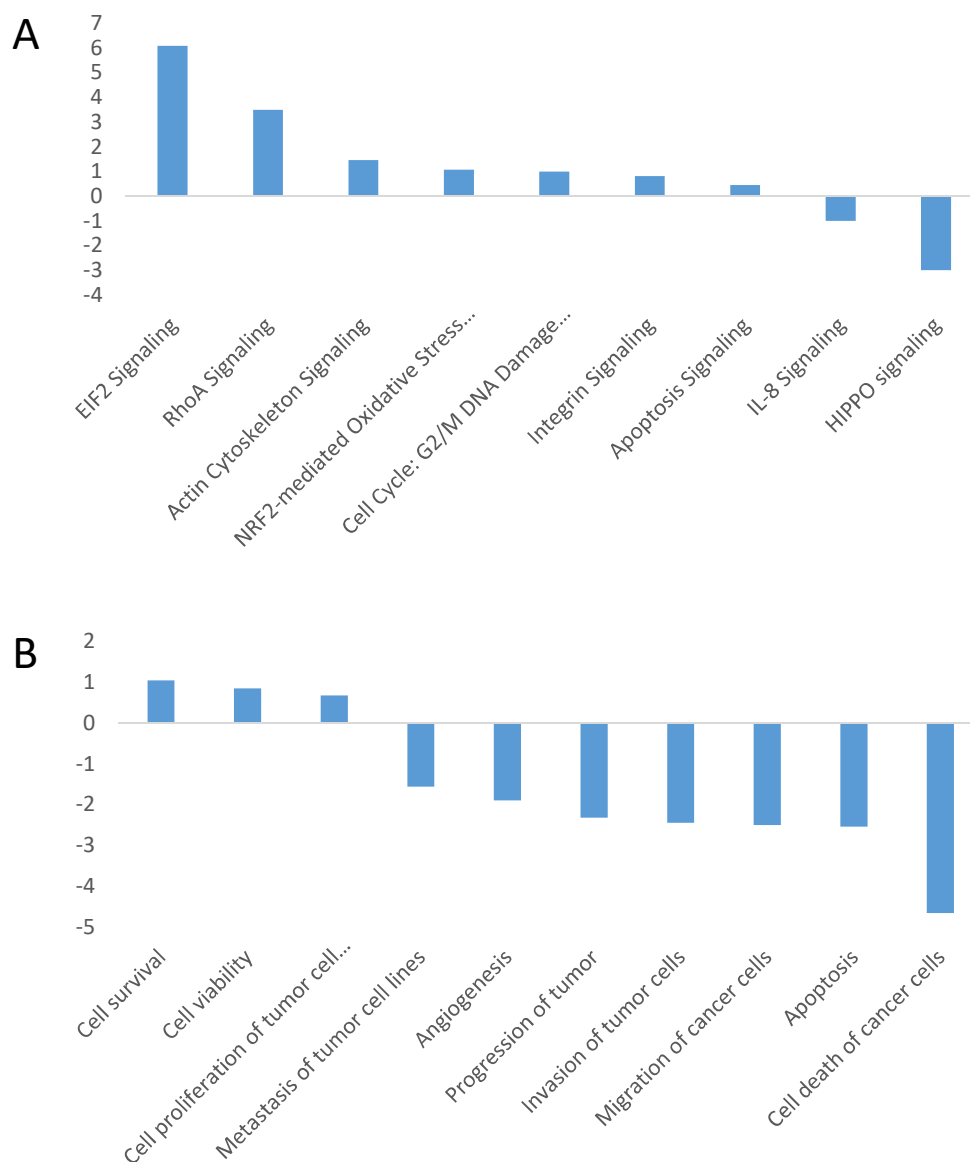 A
7
6
5
4
3
2
1
0
-1
-2
-3
-4
EIF2 Signaling
RhoA Signaling
Actin Cytoskeleton Signaling
NRF2-mediated Oxidative Stress...
Cell Cycle: G2/M DNA Damage...
Integrin Signaling
Apoptosis Signaling
IL-8 Signaling
HIPPO signaling
B
2
1
0
-1
-2
-3
-4
-5
Cell survival
Cell viability
Cell proliferation of tumor cell...
Metastasis of tumor cell lines
Angiogenesis
Progression of tumor
Invasion of tumor cells
Migration of cancer cells
Apoptosis
Cell death of cancer cells